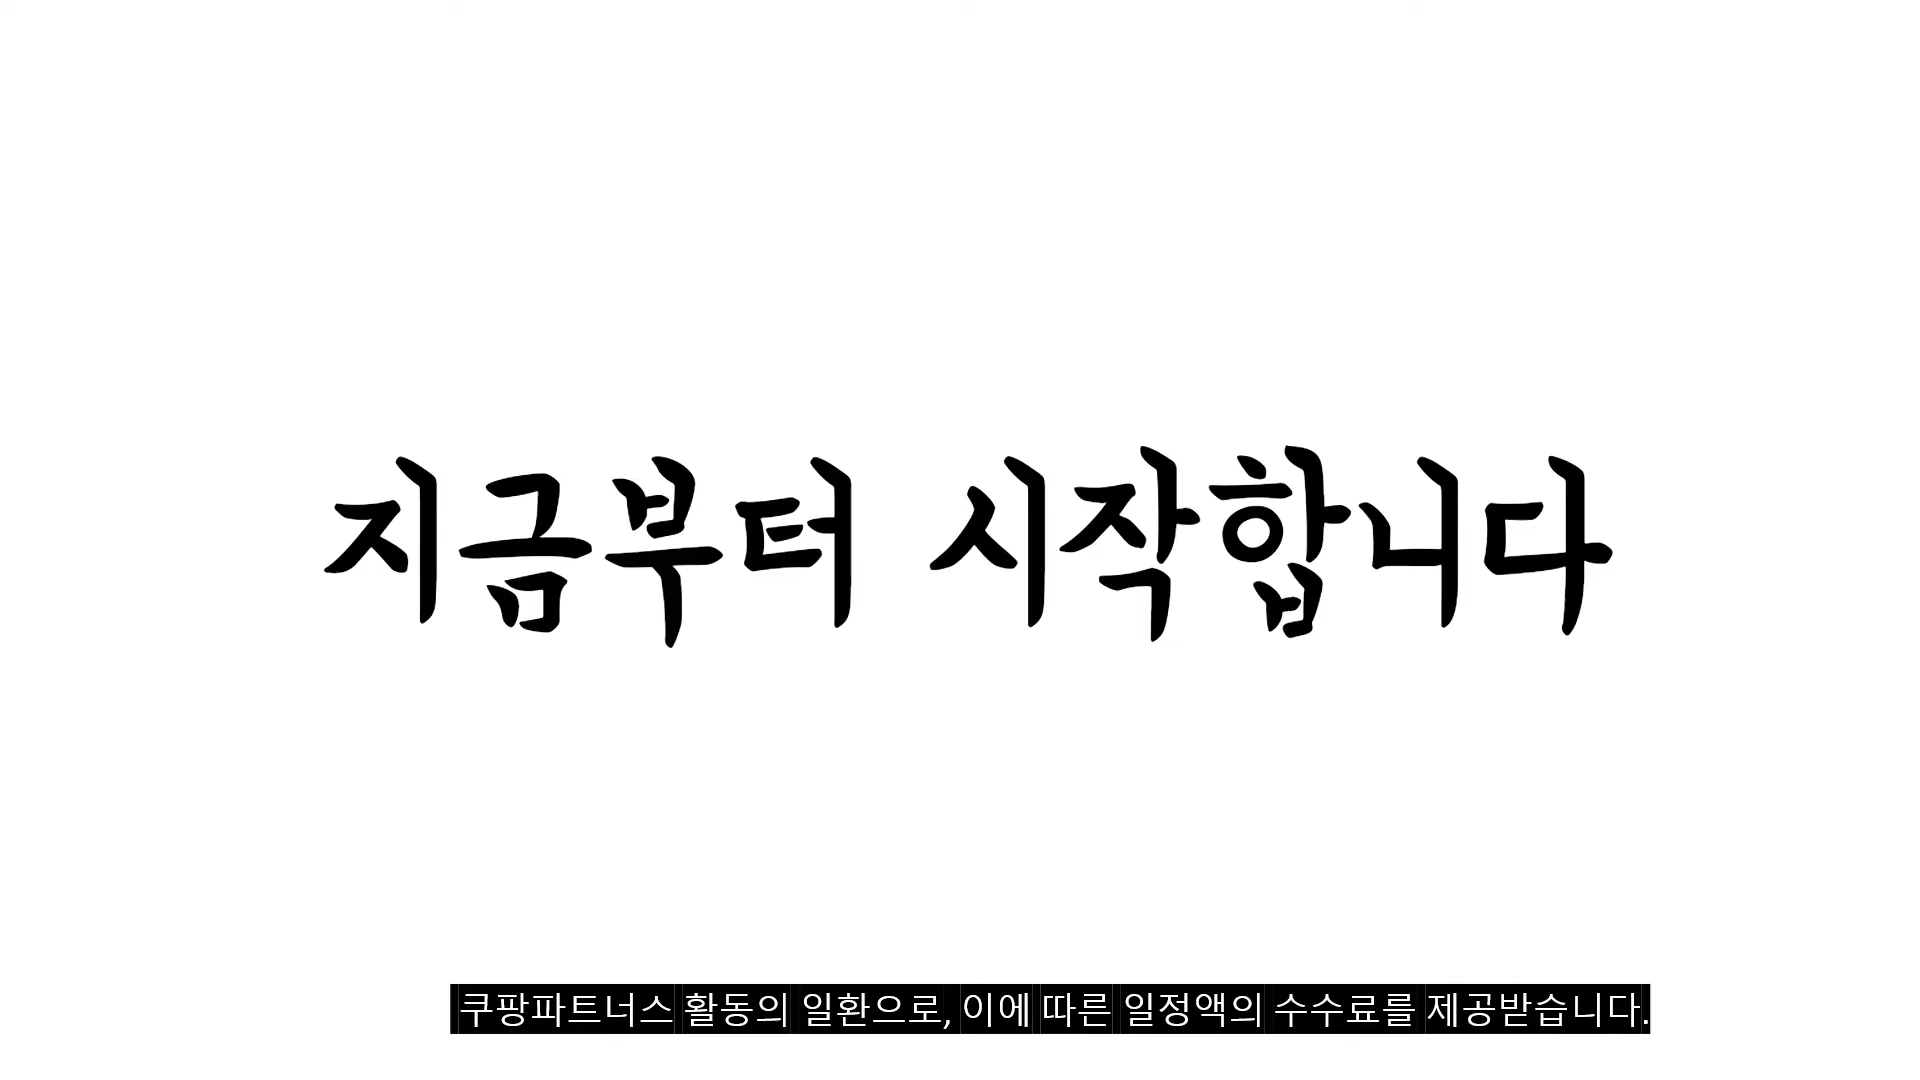 지금부터 시작합니다
쿠팡파트너스 활동의 일환으로, 이에 따른 일정액의 수수료를 제공받습니다.